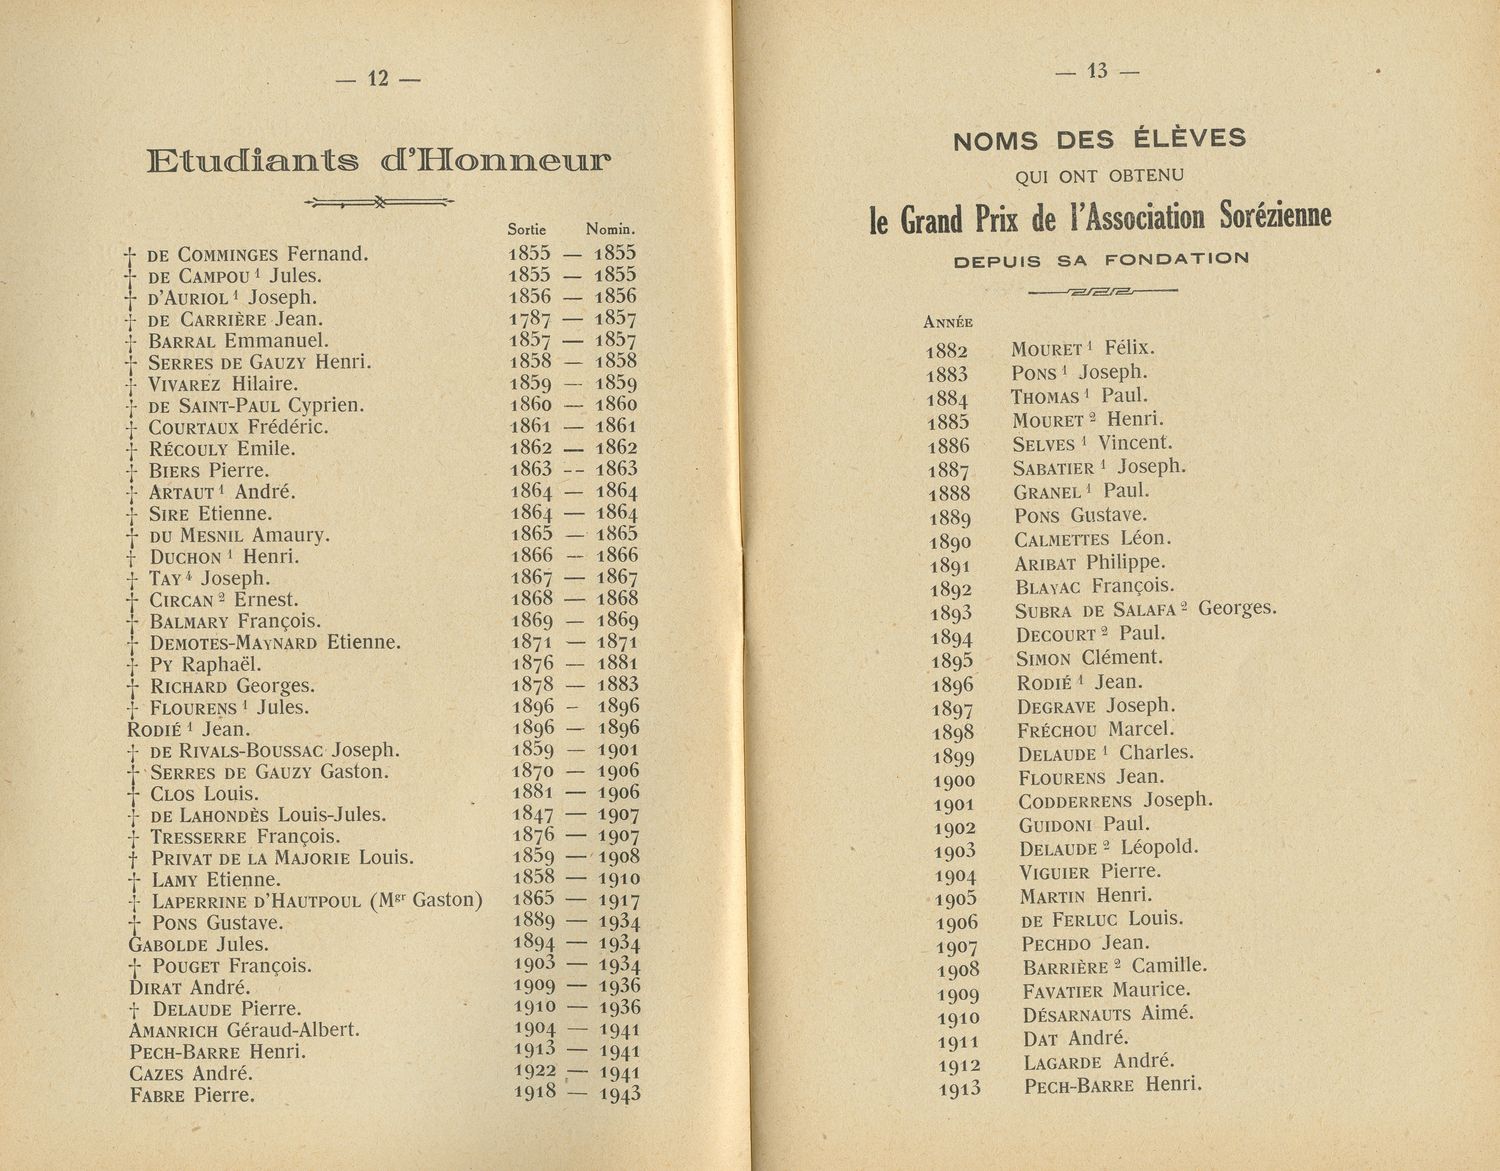 — 12 —
Etudiants d'Honneur
Sortie Nomin.
† DE COMMINGES Fernand. 1855 — 1855
† DE CAMPOU ¹ Jules. 1855 — 1855
† D'AURIOL ¹ Joseph. 1856 — 1856
† DE CARRIÈRE Jean. 1787 — 1857
† BARRAL Emmanuel. 1857 — 1857
† SERRES DE GAUZY Henri. 1858 — 1858
† VIVAREZ Hilaire. 1859 — 1859
† DE SAINT-PAUL Cyprien. 1860 — 1860
† COURTAUX Frédéric. 1861 — 1861
† RÉCOULY Emile. 1862 — 1862
† BIERS Pierre. 1863 -- 1863
† ARTAUT ¹ André. 1864 — 1864
† SIRE Etienne. 1864 — 1864
† DU MESNIL Amaury. 1865 — 1865
† DUCHON ¹ Henri. 1866 — 1866
† TAY ⁴ Joseph. 1867 — 1867
† CIRCAN ² Ernest. 1868 — 1868
† BALMARY François. 1869 — 1869
† DEMOTES-MAYNARD Etienne. 1871 — 1871
† PY Raphaël. 1876 — 1881
† RICHARD Georges. 1878 — 1883
† FLOURENS ¹ Jules. 1896 – 1896
RODIÉ ¹ Jean. 1896 — 1896
† DE RIVALS-BOUSSAC Joseph. 1859 — 1901
† SERRES DE GAUZY Gaston. 1870 — 1906
† CLOS Louis. 1881 — 1906
† DE LAHONDÈS Louis-Jules. 1847 — 1907
† TRESSERRE François. 1876 — 1907
† PRIVAT DE LA MAJORIE Louis. 1859 — 1908
† LAMY Etienne. 1858 — 1910
† LAPERRINE D'HAUTPOUL (Mgr Gaston) 1865 — 1917
† PONS Gustave. 1889 — 1934
GABOLDE Jules. 1894 — 1934
† POUGET François. 1903 — 1934
DIRAT André. 1909 — 1936
† DELAUDE Pierre. 1910 — 1936
AMANRICH Géraud-Albert. 1904 — 1941
PECH-BARRE Henri. 1913 — 1941
CAZES André. 1922 — 1941
FABRE Pierre. 1918 — 1943
— 13 —
NOMS DES ÉLÈVES
QUI ONT OBTENU
le Grand Prix de l'Association Sorézienne
DEPUIS SA FONDATION
ANNÉE
1882 MOURET ¹ Félix.
1883 PONS ¹ Joseph.
1884 THOMAS ¹ Paul.
1885 MOURET ² Henri.
1886 SELVES ¹ Vincent.
1887 SABATIER ¹ Joseph.
1888 GRANEL ¹ Paul.
1889 PONS Gustave.
1890 CALMETTES Léon.
1891 ARIBAT Philippe.
1892 BLAYAC François.
1893 SUBRA DE SALAFA ² Georges.
1894 DECOURT ² Paul.
1895 SIMON Clément.
1896 RODIÉ ¹ Jean.
1897 DEGRAVE Joseph.
1898 FRÉCHOU Marcel.
1899 DELAUDE ¹ Charles.
1900 FLOURENS Jean.
1901 CODDERRENS Joseph.
1902 GUIDONI Paul.
1903 DELAUDE ² Léopold.
1904 VIGUIER Pierre.
1905 MARTIN Henri.
1906 DE FERLUC Louis.
1907 PECHDO Jean.
1908 BARRIÈRE ² Camille.
1909 FAVATIER Maurice.
1910 DÉSARNAUTS Aimé.
1911 DAT André.
1912 LAGARDE André.
1913 PECH-BARRE Henri.